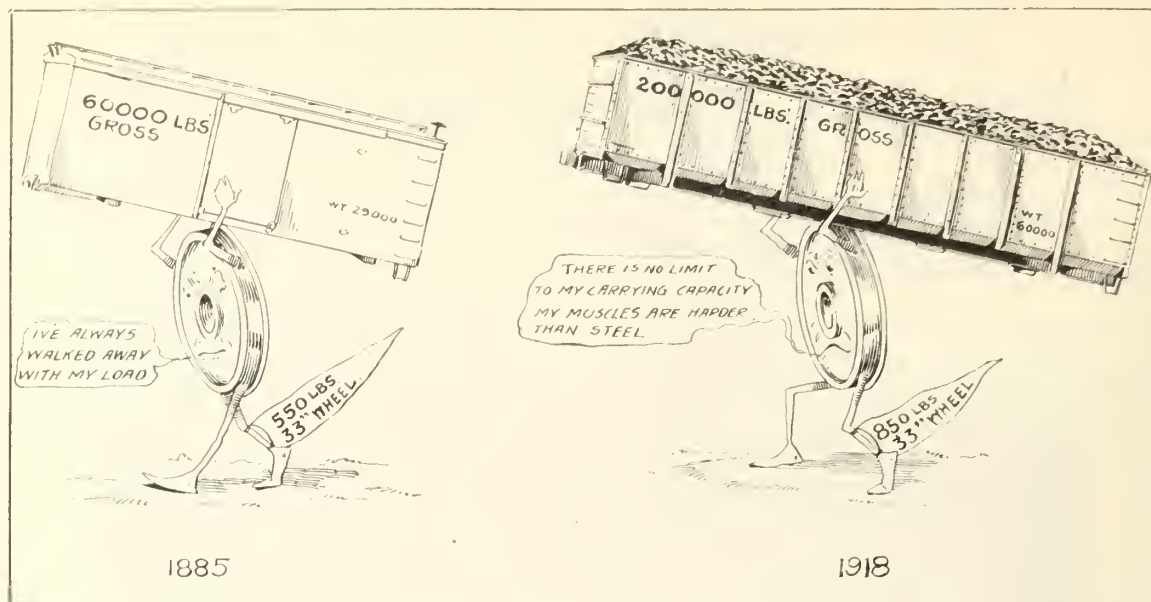 60000 LBS.
GROSS
WT 29000
IVE ALWAYS
WALKED AWAY
WITH MY LOAD
550 LBS.
33" WHEEL
1885
200 000 LBS. GROSS
WT
60000
THERE IS NO LIMIT
TO MY CARRYING CAPACITY
MY MUSCLES ARE HARDER
THAN STEEL
850 LBS
33" WHEEL
1918